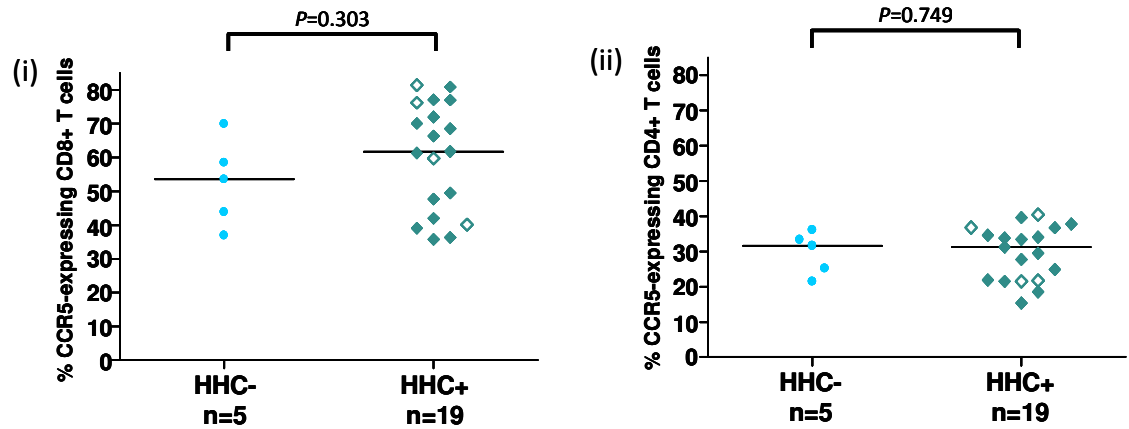 (i)
P=0.303
% CCR5-expressing CD8+ T cells
80
70
60
50
40
30
20
10
0
HHC-
n=5
HHC+
n=19
(ii)
P=0.749
% CCR5-expressing CD4+ T cells
80
70
60
50
40
30
20
10
0
HHC-
n=5
HHC+
n=19